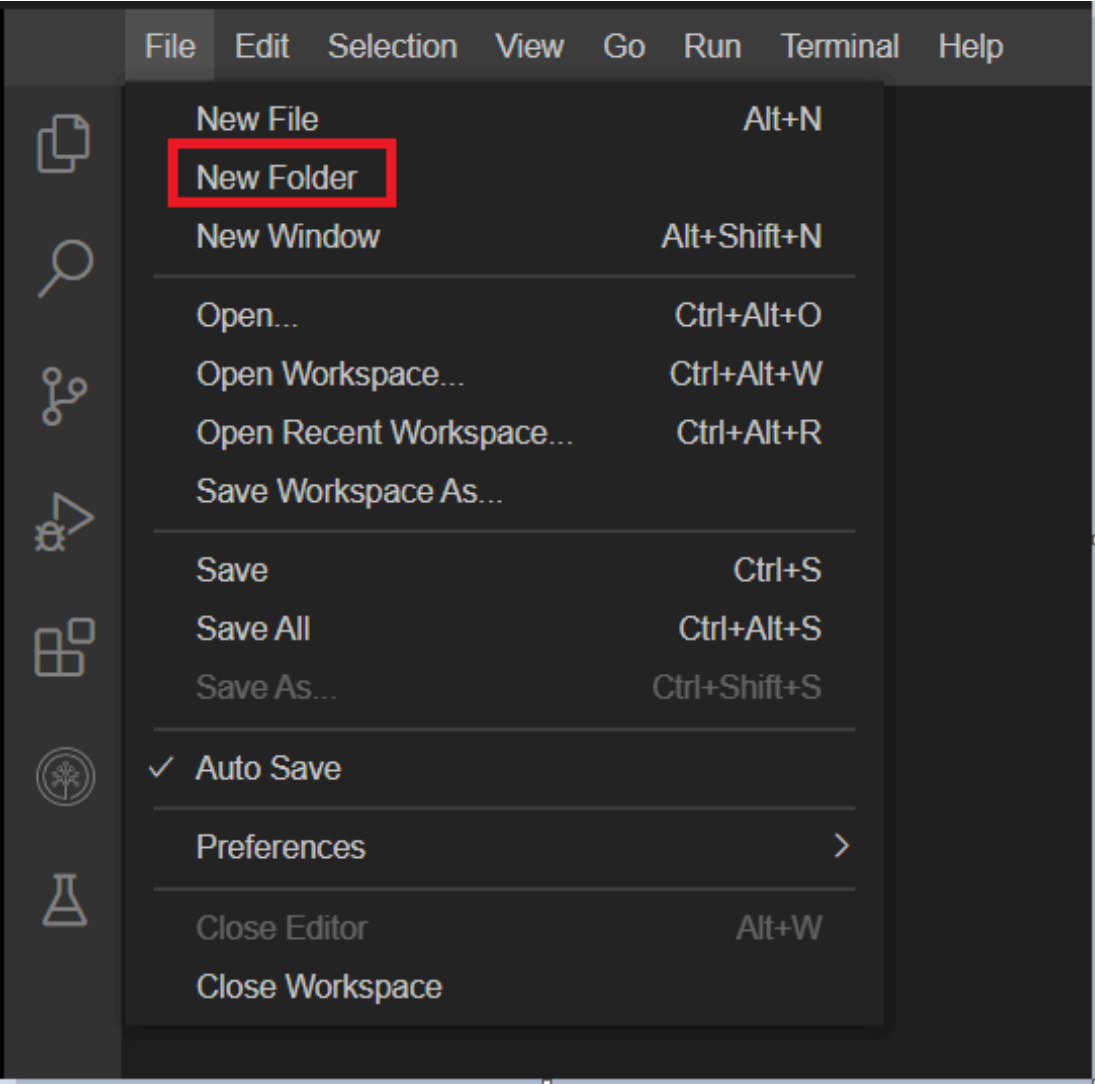 File Edit Selection View Go Run Terminal Help
New File Alt+N
New Folder
New Window Alt+Shift+N
Open... Ctrl+Alt+O
Open Workspace... Ctrl+Alt+W
Open Recent Workspace... Ctrl+Alt+R
Save Workspace As...
Save Ctrl+S
Save All Ctrl+Alt+S
Save As... Ctrl+Shift+S
Auto Save
Preferences
Close Editor Alt+W
Close Workspace